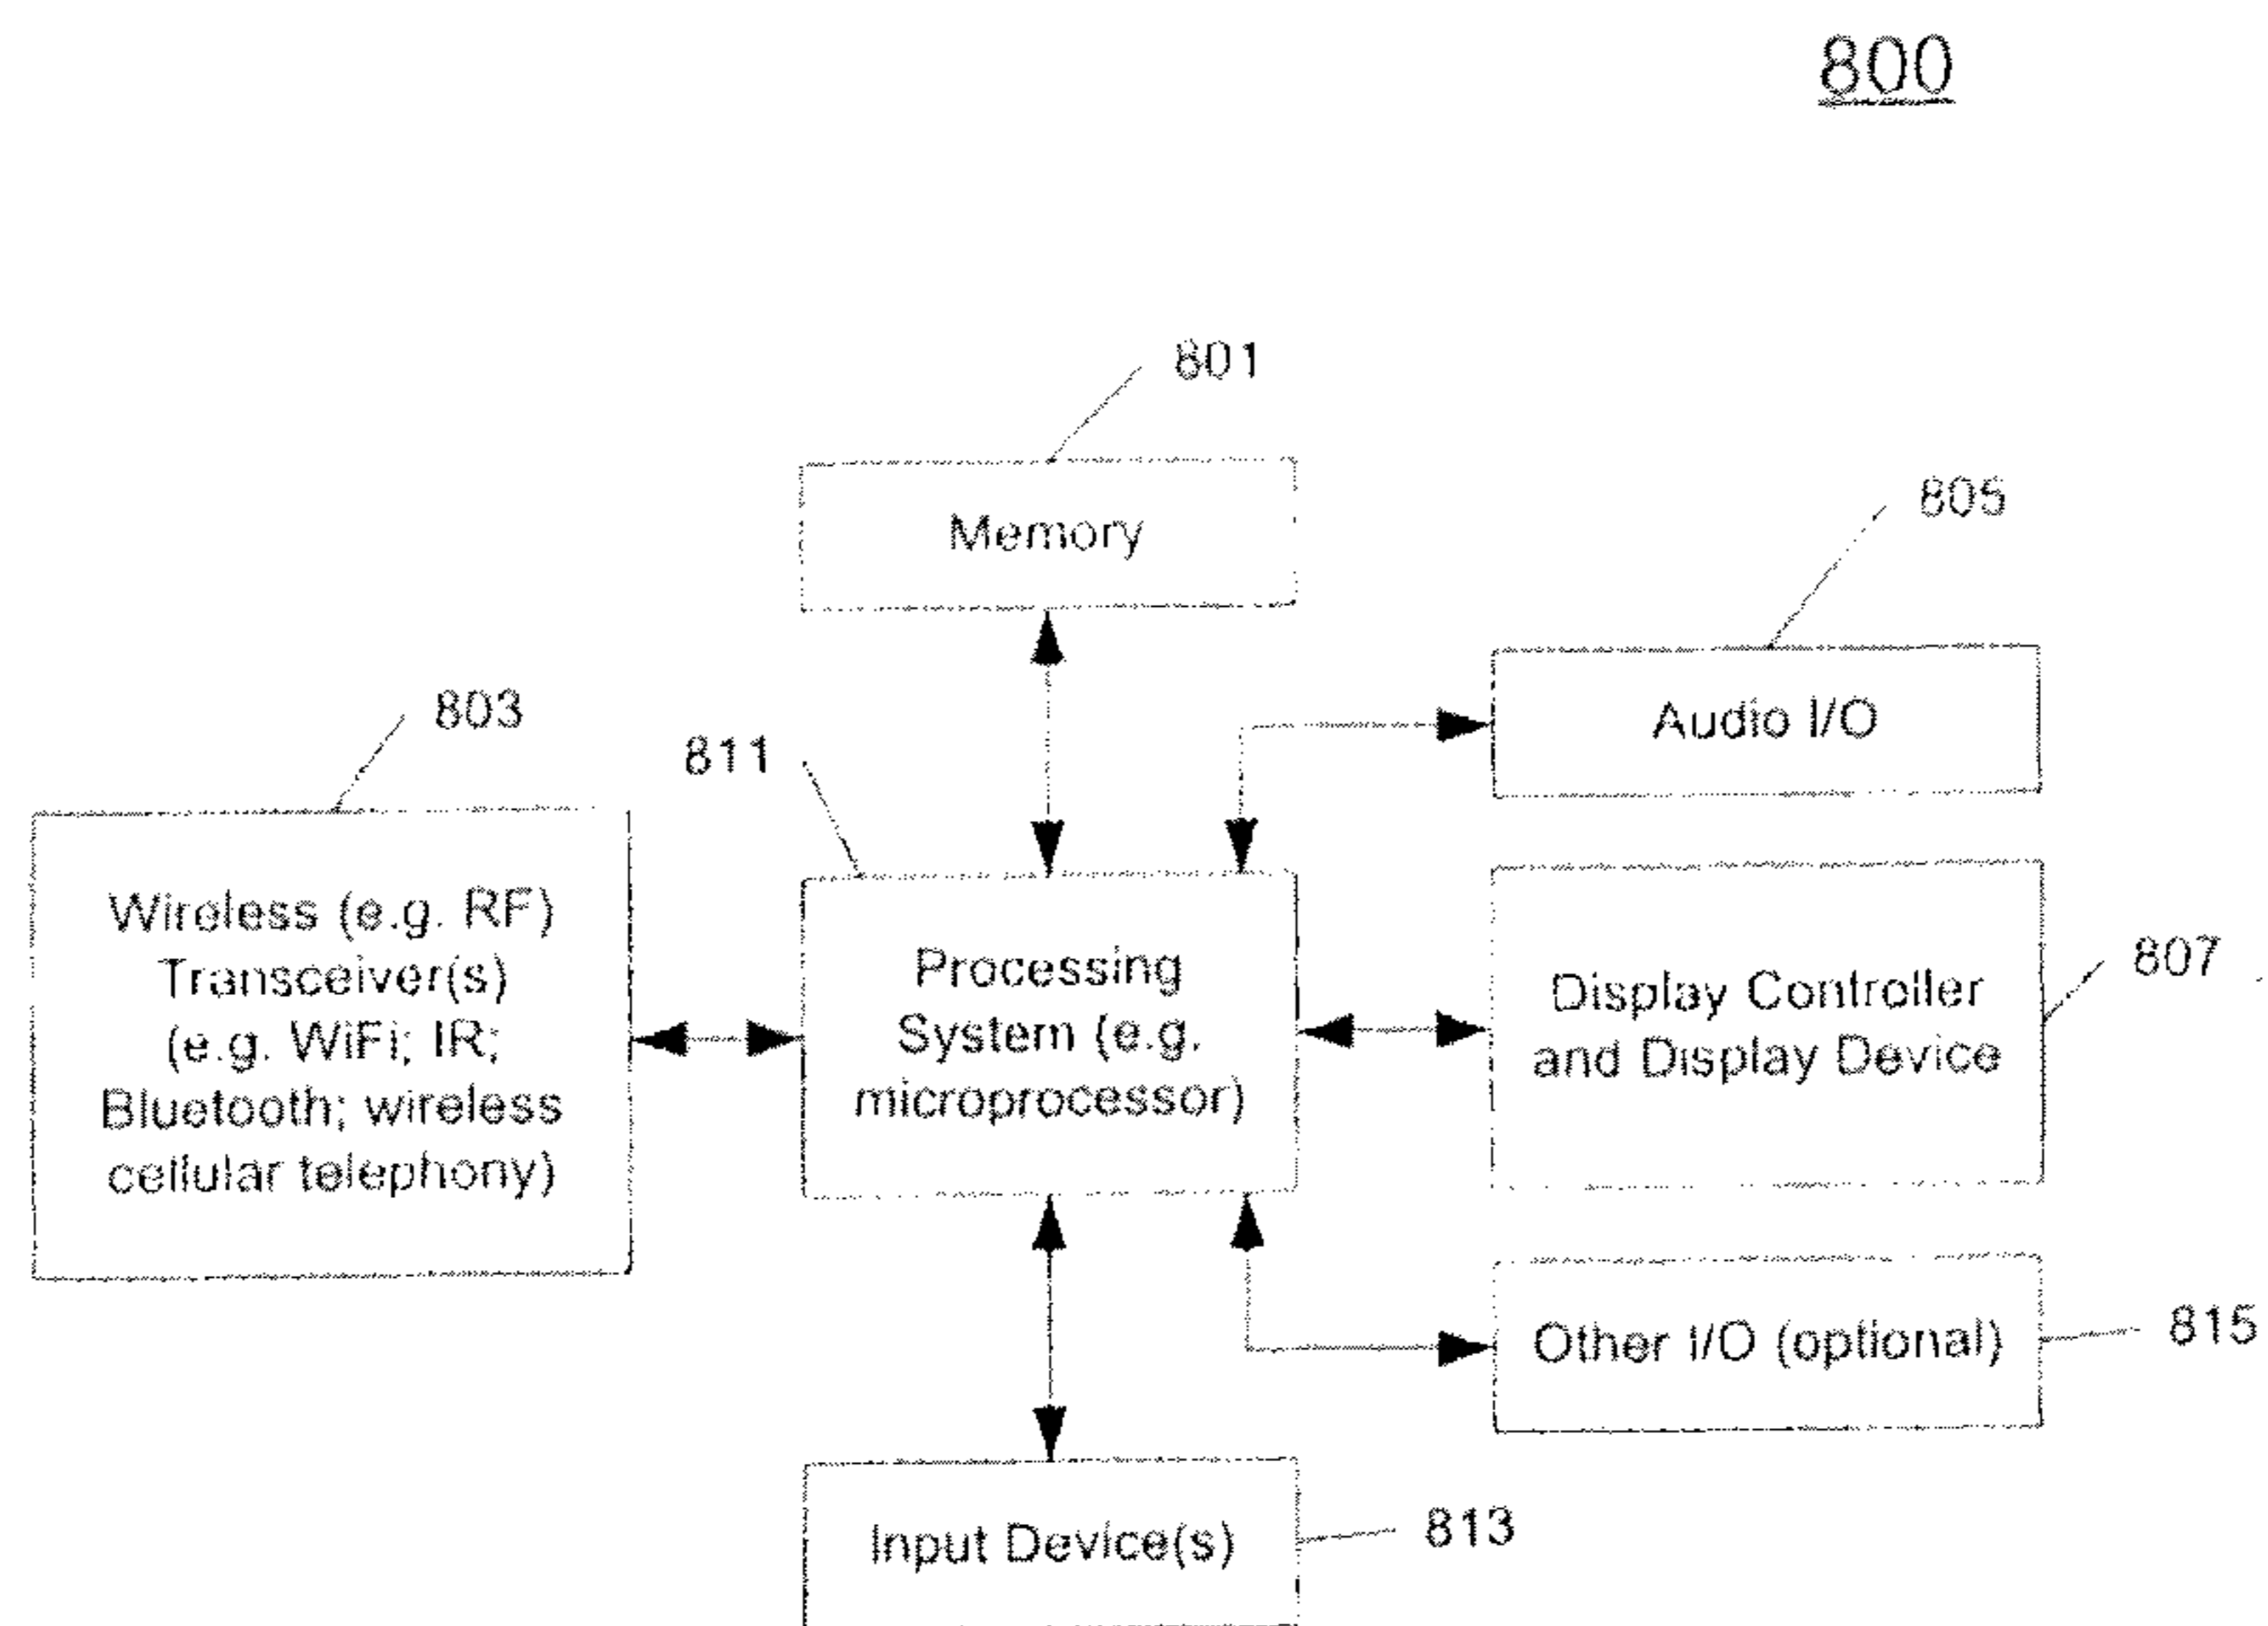 800
801
Memory
805
Audio I/O
803
811
Wireless (e.g. RF)
Transceiver(s)
(e.g. WiFi; IR;
Bluetooth; wireless
cellular telephony)
Processing
System (e.g.
microprocessor)
Display Controller
and Display Device
807
Other I/O (optional)
815
Input Device(s)
813